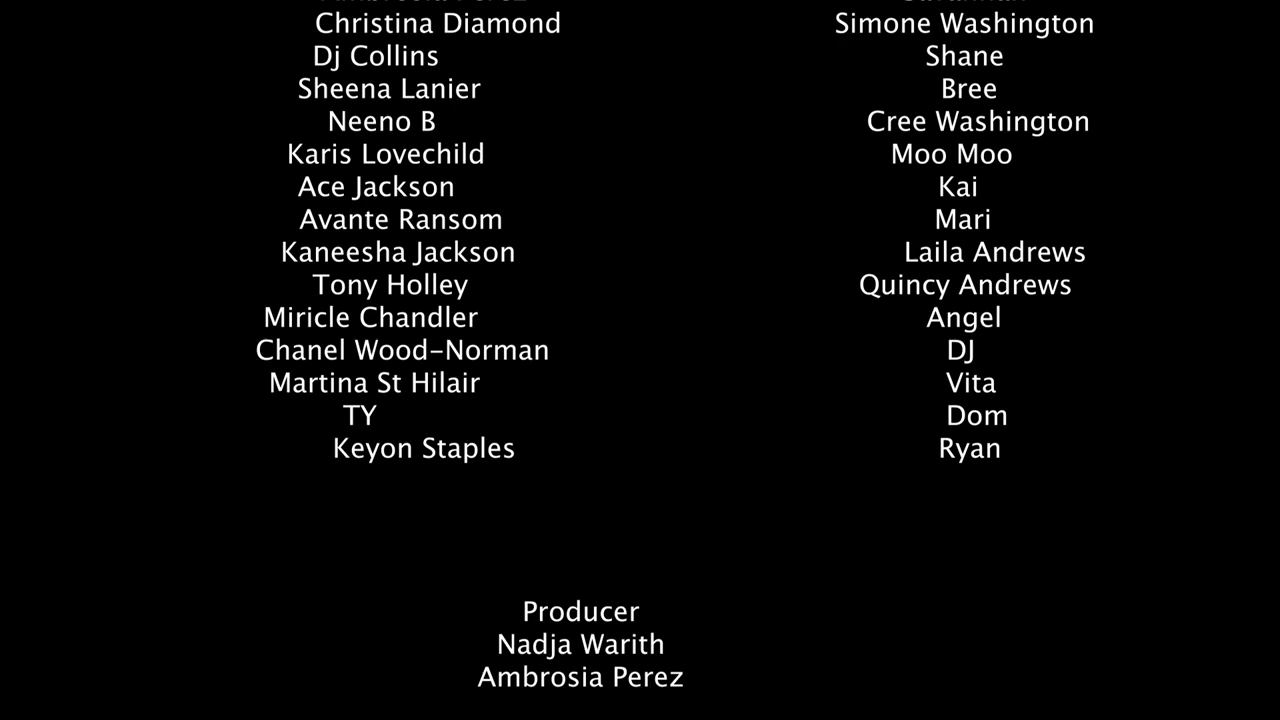 Christina Diamond Simone Washington
Dj Collins Shane
Sheena Lanier Bree
Neeno B Cree Washington
Karis Lovechild Moo Moo
Ace Jackson Kai
Avante Ransom Mari
Kaneesha Jackson Laila Andrews
Tony Holley Quincy Andrews
Miricle Chandler Angel
Chanel Wood-Norman DJ
Martina St Hilair Vita
TY Dom
Keyon Staples Ryan
Producer
Nadja Warith
Ambrosia Perez